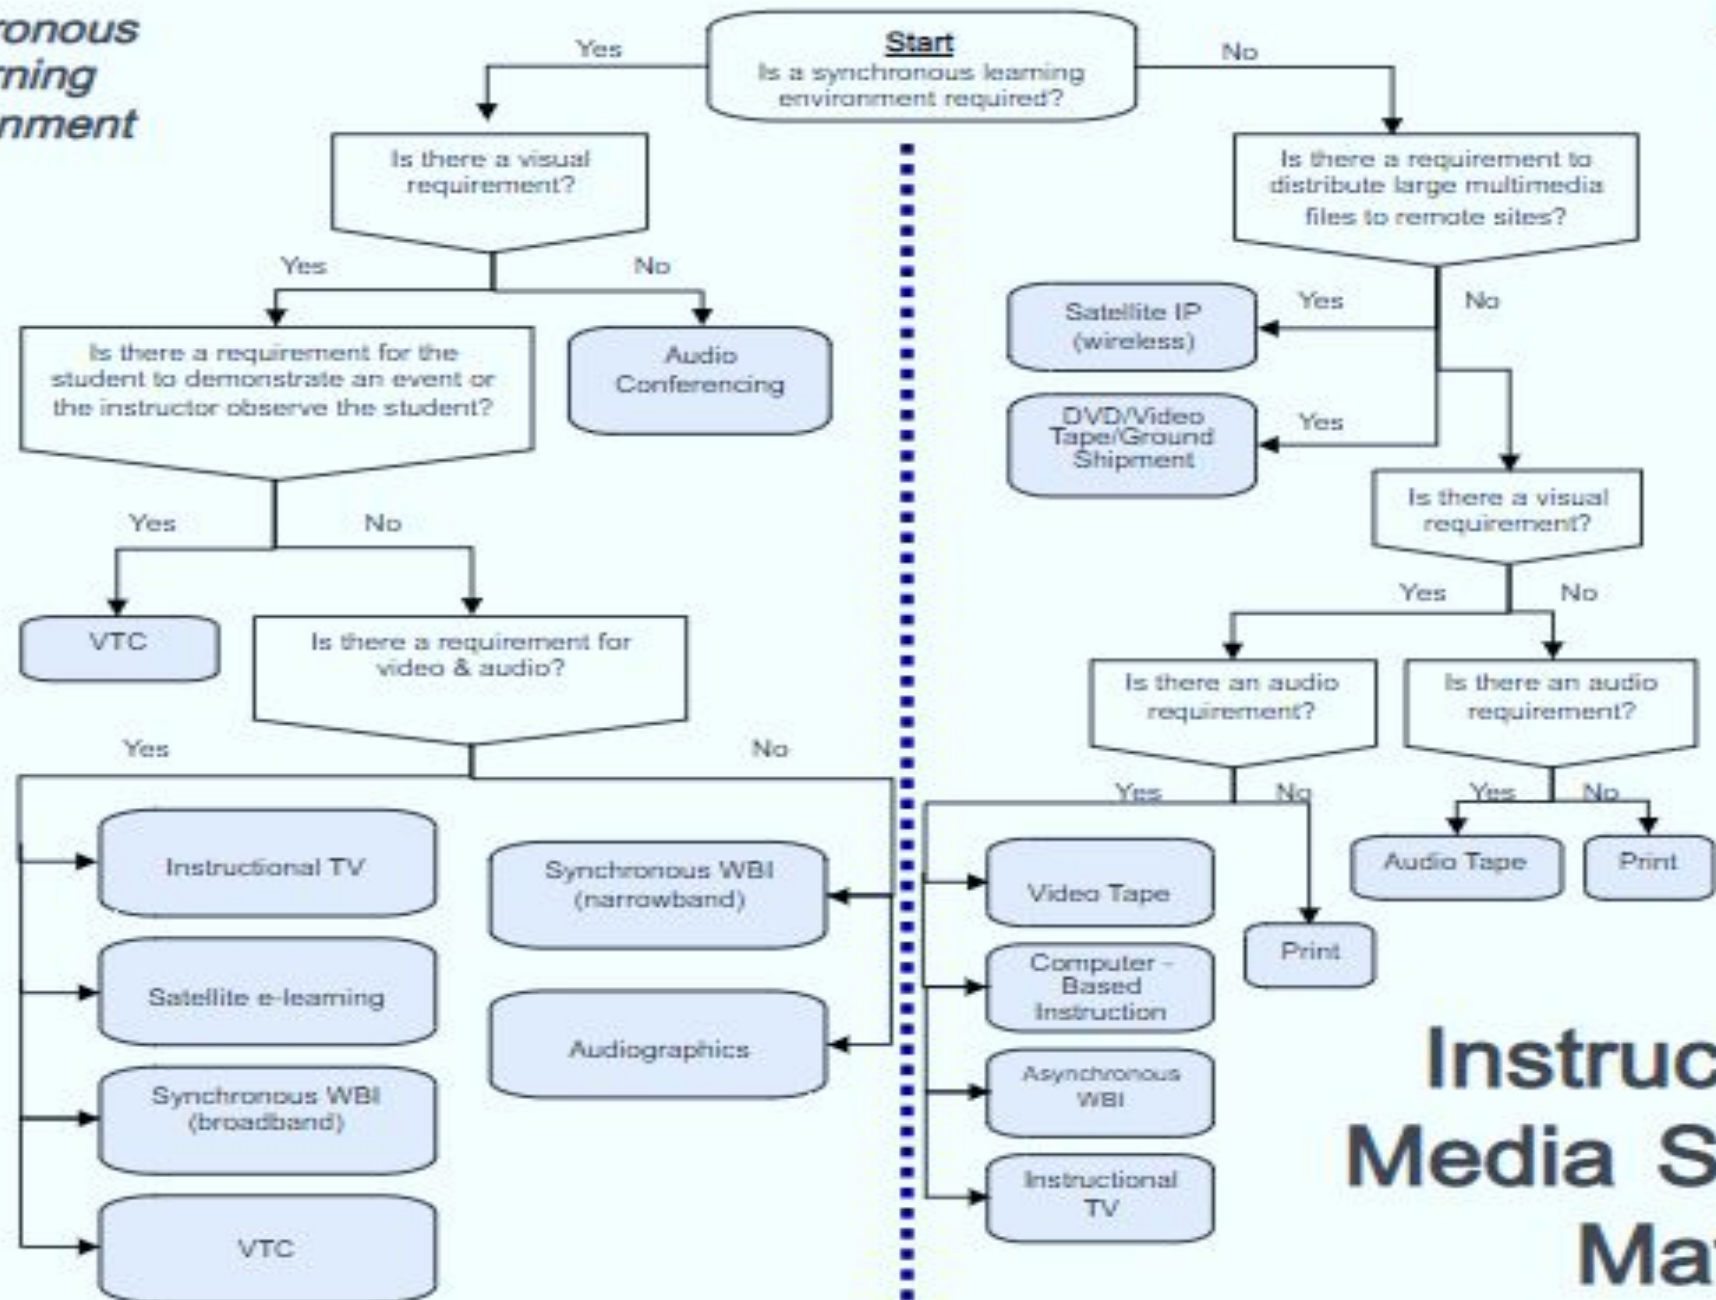 ronous
rning
nment
Start
Is a synchronous learning
environment required?
Yes
No
Is there a visual
requirement?
Is there a requirement to
distribute large multimedia
files to remote sites?
Yes
No
Yes
No
Satellite IP
(wireless)
Is there a requirement for the
student to demonstrate an event or
the instructor observe the student?
Audio
Conferencing
Yes
DVD/Video
Tape/Ground
Shipment
Is there a visual
requirement?
Yes
No
Yes
No
VTC
Is there a requirement for
video & audio?
Is there an audio
requirement?
Is there an audio
requirement?
Yes
No
Yes
No
Yes
No
Instructional TV
Synchronous WBI
(narrowband)
Video Tape
Audio Tape
Print
Print
Satellite e-learning
Computer -
Based
Instruction
Audiographics
Synchronous WBI
(broadband)
Asynchronous
WBI
VTC
Instructional
TV
Instruc
Media S
Mat